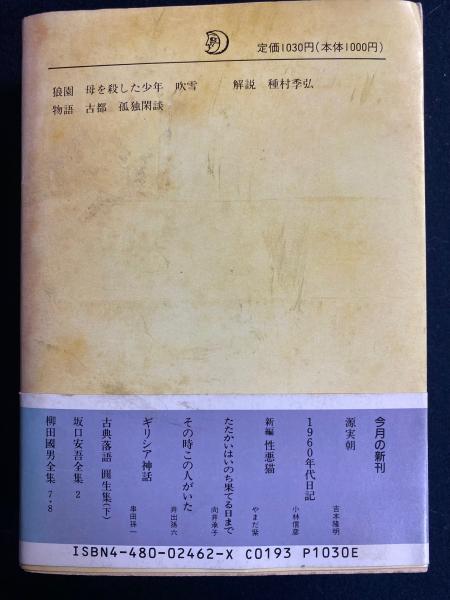 定価1030円(本体1000円)
狼園 母を殺した少年 吹雪 解説 種村季弘
物語 古都 孤独閑談
今月の新刊
源実朝 吉本隆明
1960年代日記 小林信彦
新編 性悪猫 やまだ紫
たたかいはいのち果てる日まで 向井承子
その時この人がいた 井出孫六
ギリシア神話 串田孫一
古典落語 圓生集(下)
坂口安吾全集 2
柳田國男全集 7・8
ISBN4-480-02462-X C0193 P1030E